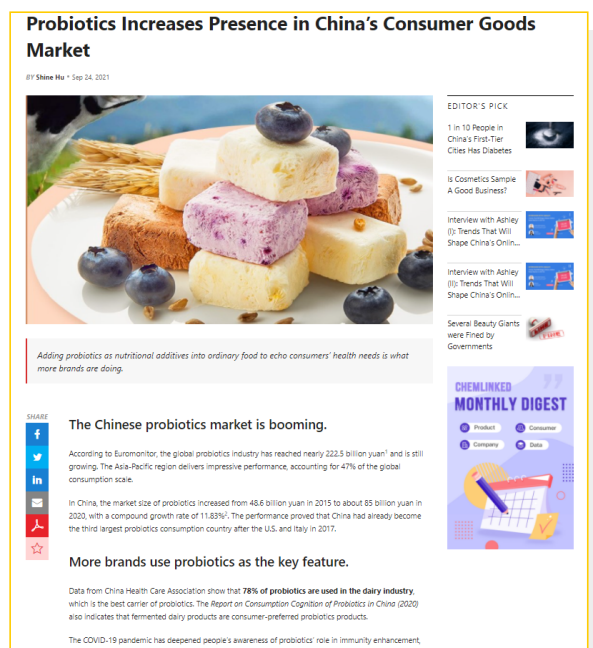 Probiotics Increases Presence in China's Consumer Goods
Market
BY Shine Hu • Sep 24, 2021
EDITOR'S PICK
1 in 10 People in
China's First-Tier
Cities Has Diabetes
Is Cosmetics Sample
A Good Business?
Interview with Ashley
(I): Trends That Will
Shape China's Onlin...
Interview with Ashley
(II): Trends That Will
Shape China's Onlin...
Several Beauty Giants
were Fined by
Governments
Adding probiotics as nutritional additives into ordinary food to echo consumers' health needs is what
more brands are doing.
CHEMLINKED
MONTHLY DIGEST
Product
Consumer
Company
Data
SHARE
The Chinese probiotics market is booming.
According to Euromonitor, the global probiotics industry has reached nearly 222.5 billion yuan¹ and is still
growing. The Asia-Pacific region delivers impressive performance, accounting for 47% of the global
consumption scale.
In China, the market size of probiotics increased from 48.6 billion yuan in 2015 to about 85 billion yuan in
2020, with a compound growth rate of 11.83%². The performance proved that China had already become
the third largest probiotics consumption country after the U.S. and Italy in 2017.
More brands use probiotics as the key feature.
Data from China Health Care Association show that 78% of probiotics are used in the dairy industry,
which is the best carrier of probiotics. The Report on Consumption Cognition of Probiotics in China (2020)
also indicates that fermented dairy products are consumer-preferred probiotics products.
The COVID-19 pandemic has deepened people's awareness of probiotics' role in immunity enhancement,